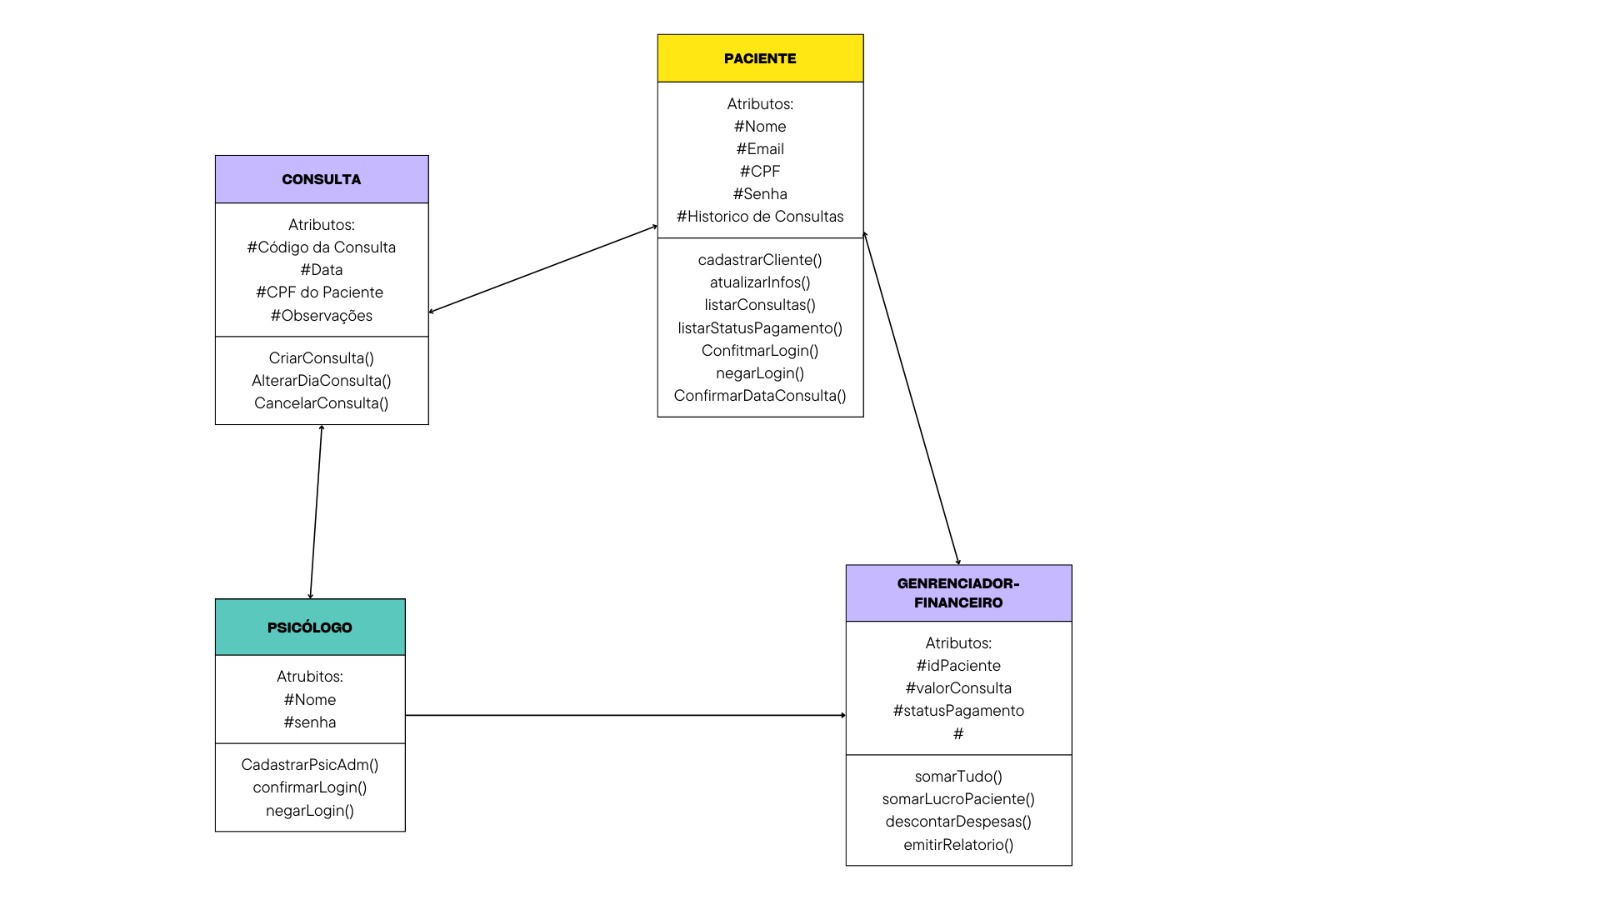 PACIENTE
Atributos:
#Nome
#Email
#CPF
#Senha
#Historico de Consultas
cadastrarCliente()
atualizarInfos()
listarConsultas()
listarStatusPagamento()
ConfitmarLogin()
negarLogin()
ConfirmarDataConsulta()
CONSULTA
Atributos:
#Código da Consulta
#Data
#CPF do Paciente
#Observações
CriarConsulta()
AlterarDiaConsulta()
CancelarConsulta()
PSICÓLOGO
Atrubitos:
#Nome
#senha
CadastrarPsicAdm()
confirmarLogin()
negarLogin()
GENRENCIADOR-
FINANCEIRO
Atributos:
#idPaciente
#valorConsulta
#statusPagamento
#
somarTudo()
somarLucroPaciente()
descontarDespesas()
emitirRelatorio()